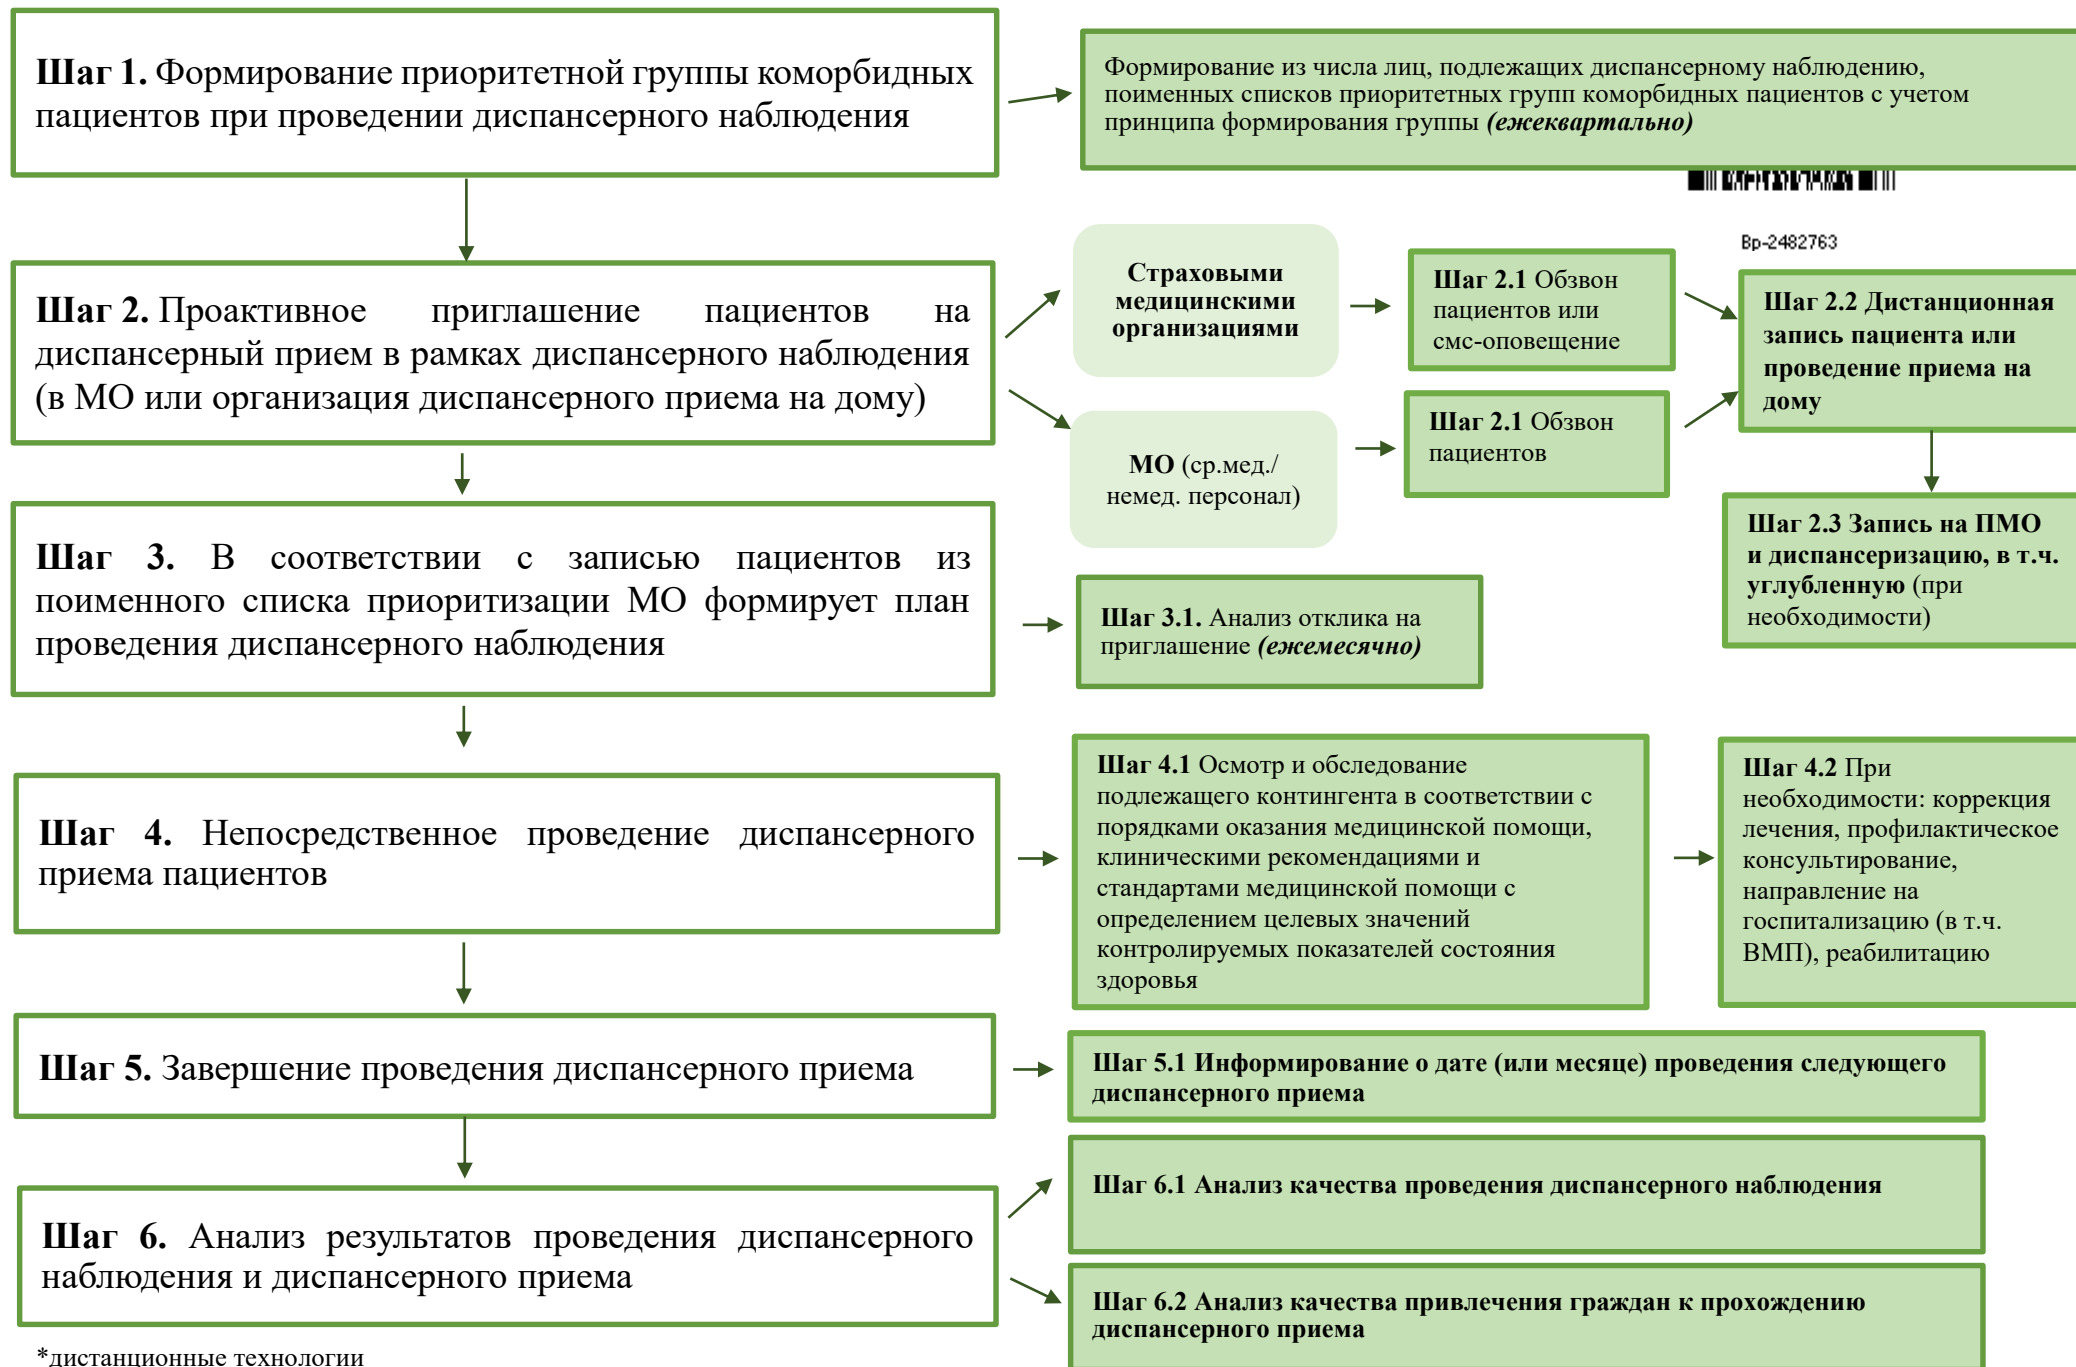 Шаг 1. Формирование приоритетной группы коморбидных
пациентов при проведении диспансерного наблюдения
Формирование из числа лиц, подлежащих диспансерному наблюдению,
поименных списков приоритетных групп коморбидных пациентов с учетом
принципа формирования группы (ежеквартально)
Вр-2482763
Шаг 2. Проактивное приглашение пациентов на
диспансерный прием в рамках диспансерного наблюдения
(в МО или организация диспансерного приема на дому)
Страховыми
медицинскими
организациями
Шаг 2.1 Обзвон
пациентов или
смс-оповещение
МО (ср.мед./
немед. персонал)
Шаг 2.1 Обзвон
пациентов
Шаг 2.2 Дистанционная
запись пациента или
проведение приема на
дому
Шаг 2.3 Запись на ПМО
и диспансеризацию, в т.ч.
углубленную (при
необходимости)
Шаг 3. В соответствии с записью пациентов из
поименного списка приоритизации МО формирует план
проведения диспансерного наблюдения
Шаг 3.1. Анализ отклика на
приглашение (ежемесячно)
Шаг 4. Непосредственное проведение диспансерного
приема пациентов
Шаг 4.1 Осмотр и обследование
подлежащего контингента в соответствии с
порядками оказания медицинской помощи,
клиническими рекомендациями и
стандартами медицинской помощи с
определением целевых значений
контролируемых показателей состояния
здоровья
Шаг 4.2 При
необходимости: коррекция
лечения, профилактическое
консультирование,
направление на
госпитализацию (в т.ч.
ВМП), реабилитацию
Шаг 5. Завершение проведения диспансерного приема
Шаг 5.1 Информирование о дате (или месяце) проведения следующего
диспансерного приема
Шаг 6. Анализ результатов проведения диспансерного
наблюдения и диспансерного приема
Шаг 6.1 Анализ качества проведения диспансерного наблюдения
Шаг 6.2 Анализ качества привлечения граждан к прохождению
диспансерного приема
*дистанционные технологии